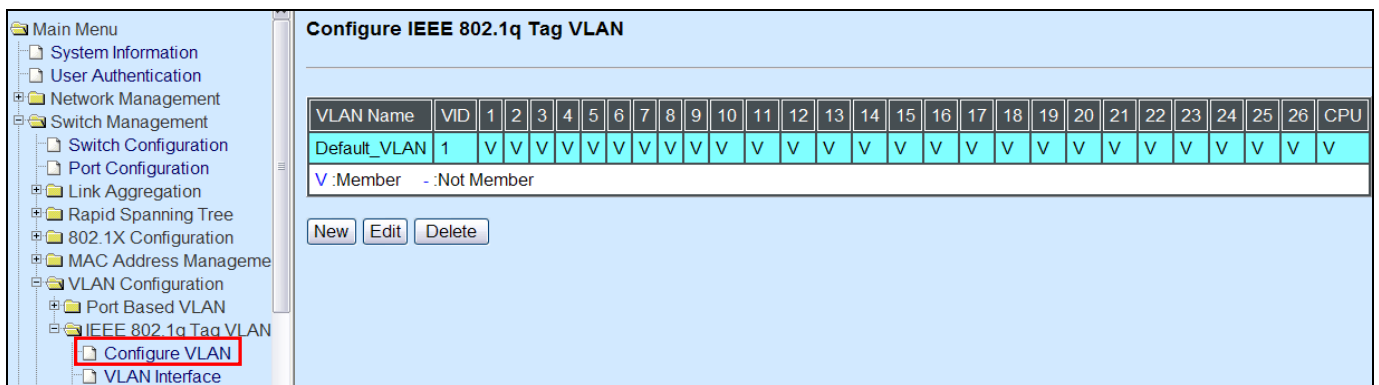 Main Menu
System Information
User Authentication
Network Management
Switch Management
Switch Configuration
Port Configuration
Link Aggregation
Rapid Spanning Tree
802.1X Configuration
MAC Address Manageme
VLAN Configuration
Port Based VLAN
IEEE 802.1q Tag VLAN
Configure VLAN
VLAN Interface
Configure IEEE 802.1q Tag VLAN
VLAN Name VID 1 2 3 4 5 6 7 8 9 10 11 12 13 14 15 16 17 18 19 20 21 22 23 24 25 26 CPU
Default_VLAN 1 V V V V V V V V V V V V V V V V V V V V V V V V V V V
V :Member - :Not Member
New Edit Delete